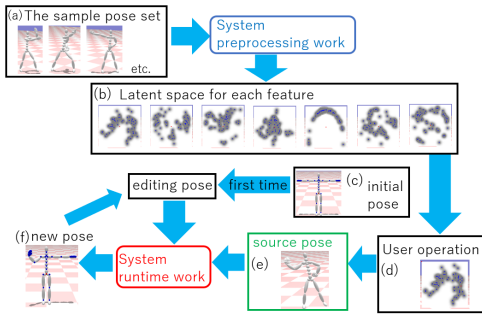 (a) The sample pose set
etc.
System
preprocessing work
(b) Latent space for each feature
editing pose
first time
(c) initial
pose
(f) new pose
System
runtime work
source pose
(e)
User operation
(d)